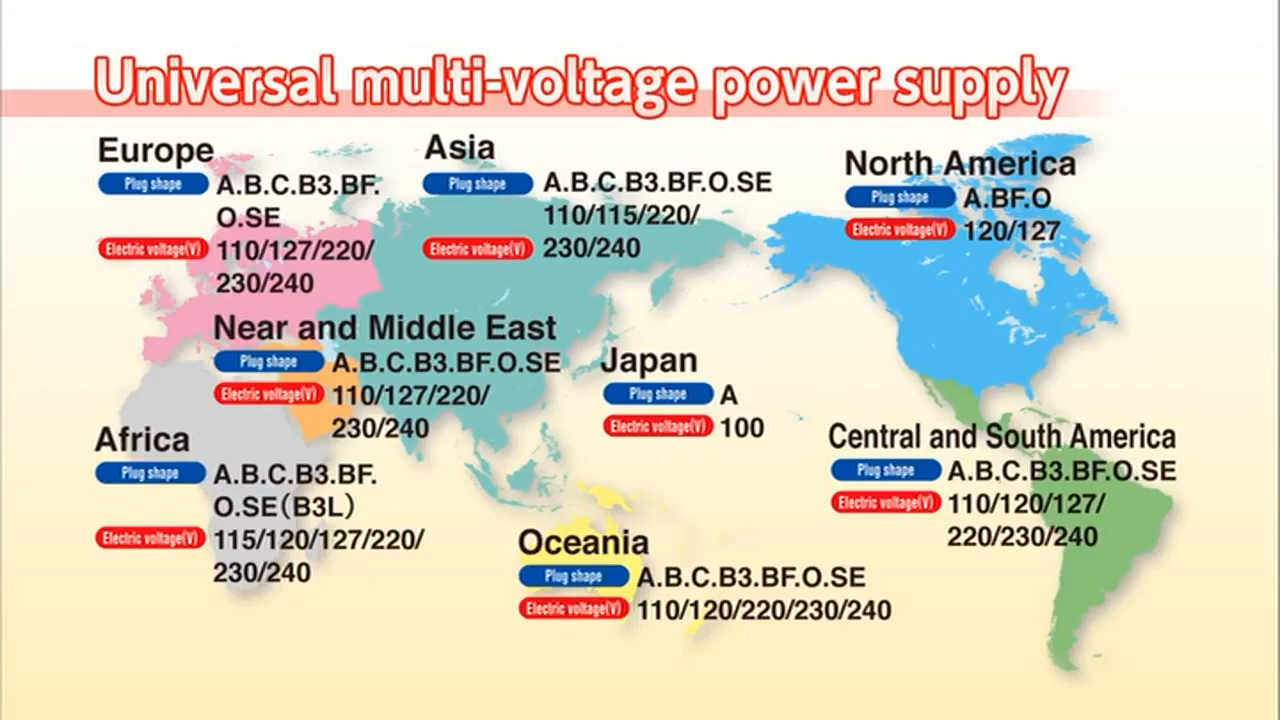 Universal multi-voltage power supply
Europe
Plug shape A.B.C.B3.BF.
O.SE
Electric voltage(V) 110/127/220/
230/240
Asia
Plug shape A.B.C.B3.BF.O.SE
110/115/220/
Electric voltage(V) 230/240
North America
Plug shape A.BF.O
Electric voltage(V) 120/127
Near and Middle East
Plug shape A.B.C.B3.BF.O.SE
Electric voltage(V) 110/127/220/
230/240
Japan
Plug shape A
Electric voltage(V) 100
Africa
Plug shape A.B.C.B3.BF.
O.SE(B3L)
Electric voltage(V) 115/120/127/220/
230/240
Central and South America
Plug shape A.B.C.B3.BF.O.SE
Electric voltage(V) 110/120/127/
220/230/240
Oceania
Plug shape A.B.C.B3.BF.O.SE
Electric voltage(V) 110/120/220/230/240